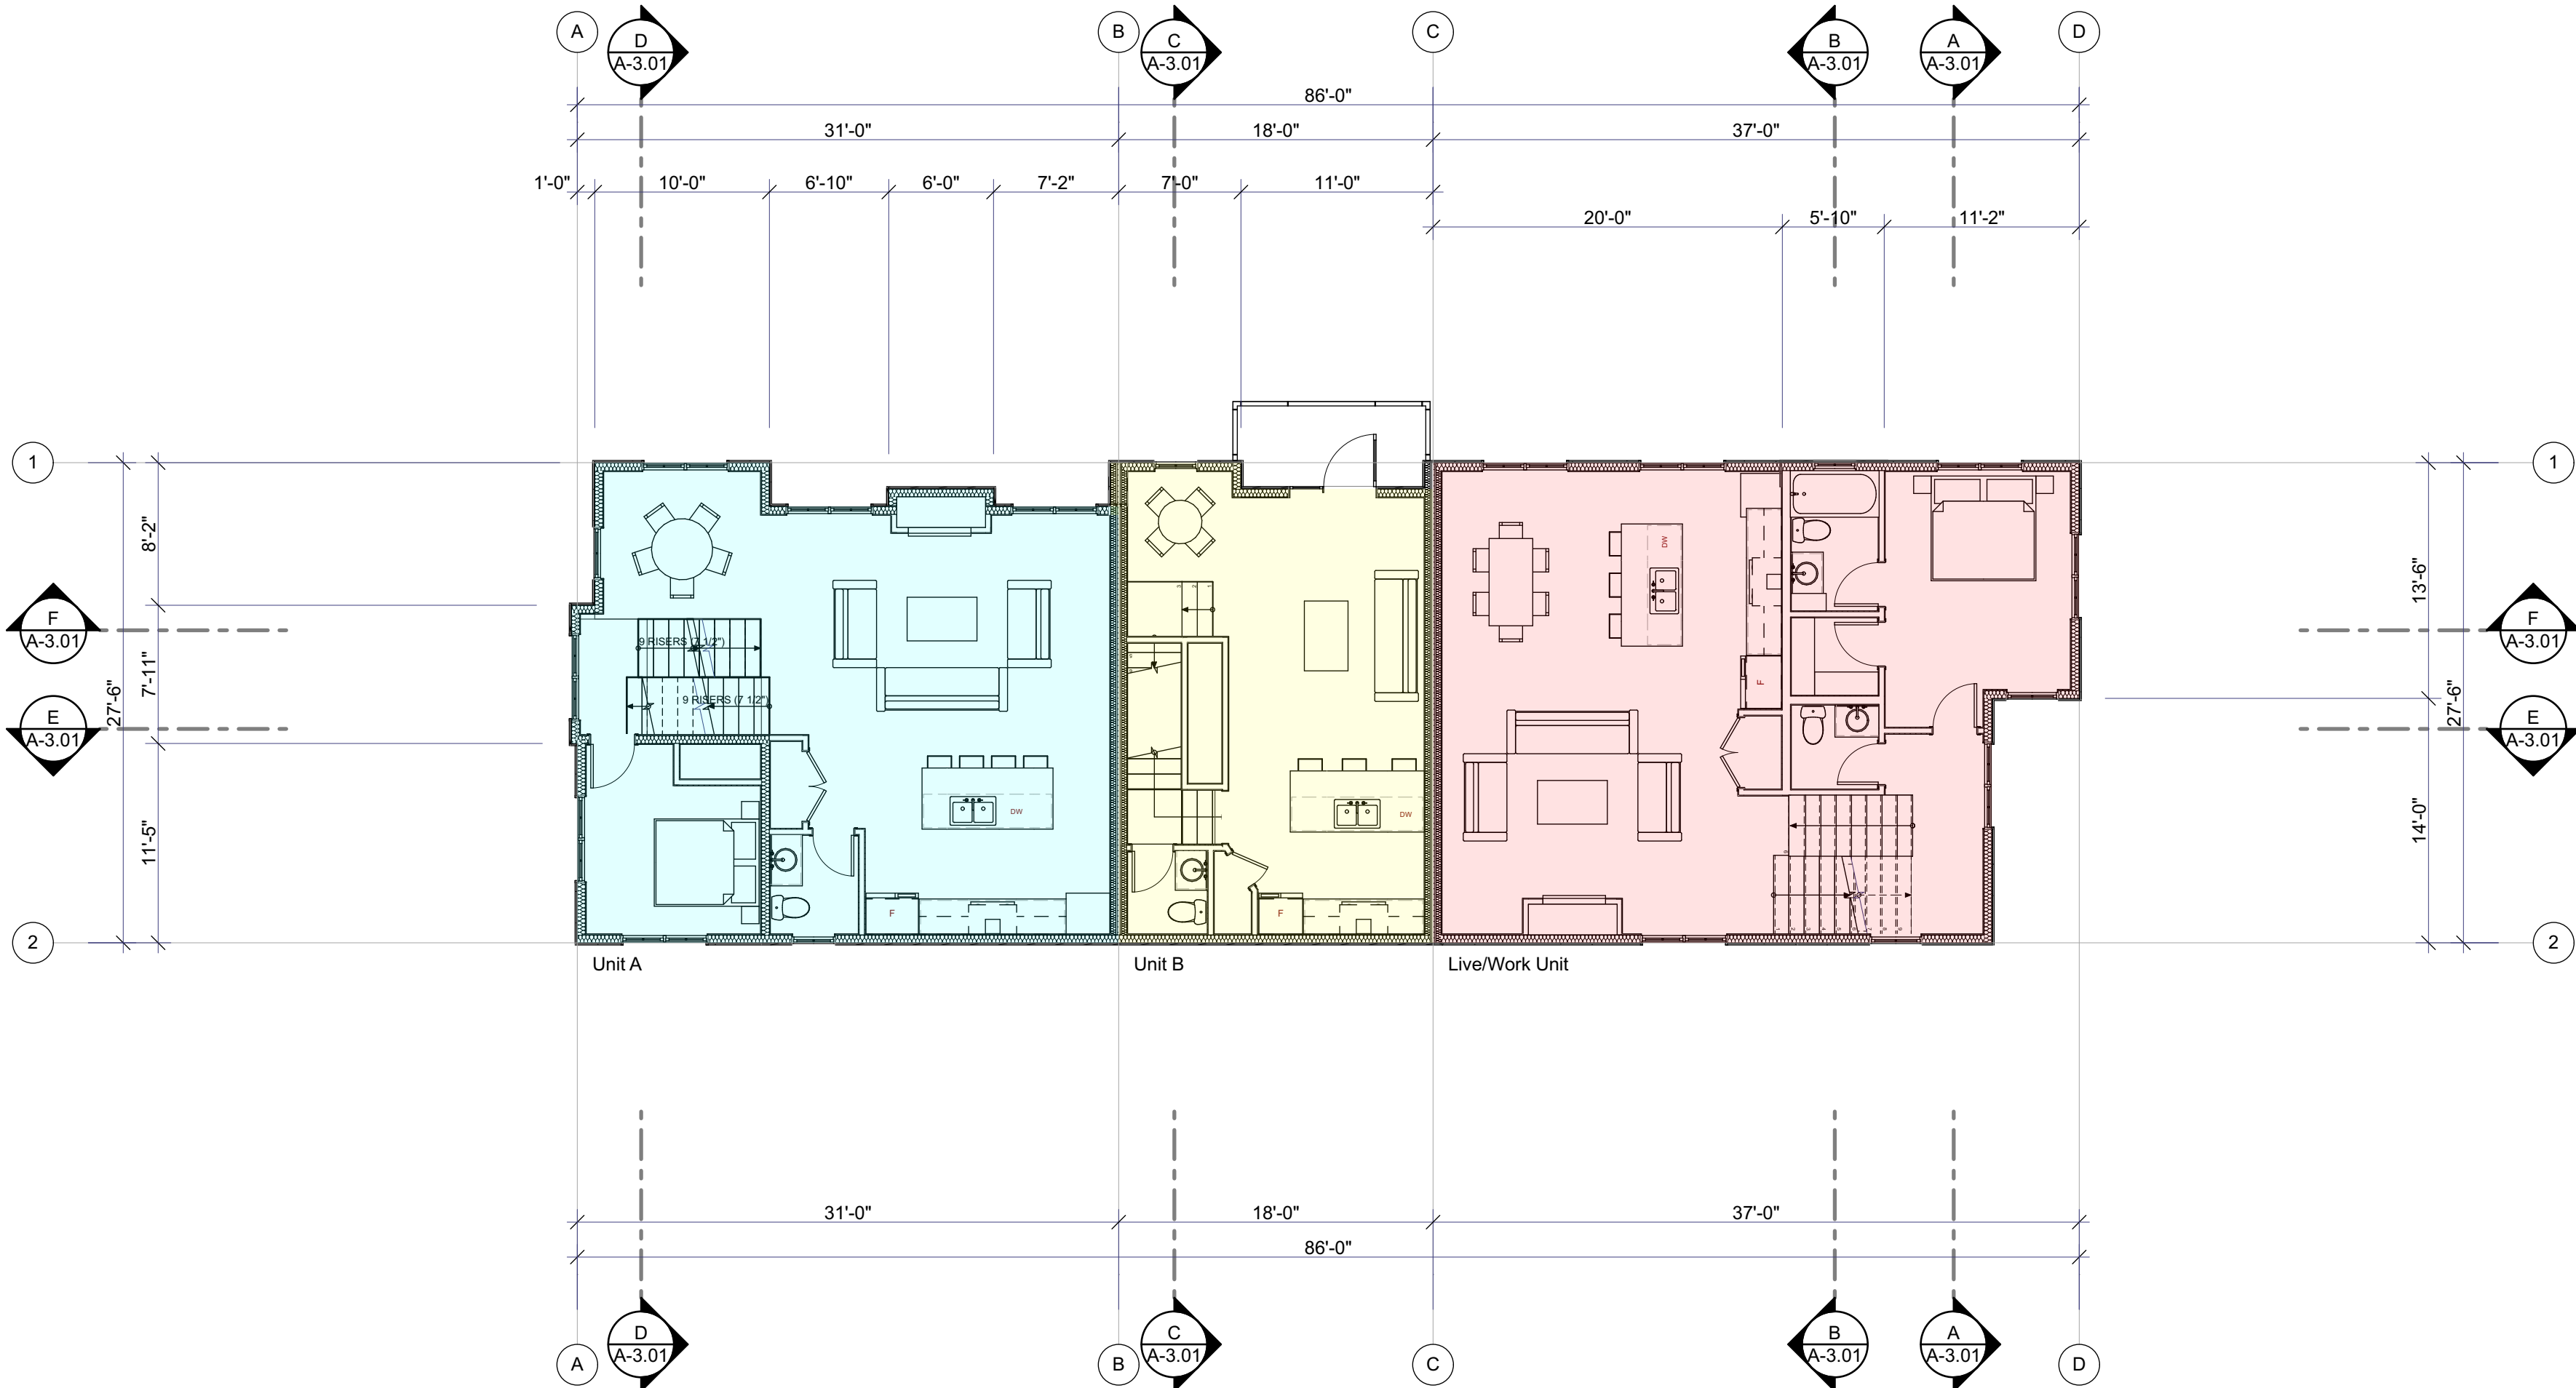 A
B
C
D
D
A-3.01
C
A-3.01
B
A-3.01
A
A-3.01
86'-0"
31'-0"
18'-0"
37'-0"
1'-0"
10'-0"
6'-10"
6'-0"
7'-2"
7'-0"
11'-0"
20'-0"
5'-10"
11'-2"
1
1
8'-2"
7'-11"
11'-5"
27'-6"
13'-6"
14'-0"
27'-6"
F
A-3.01
F
A-3.01
E
A-3.01
E
A-3.01
9 RISERS (7 1/2")
9 RISERS (7 1/2")
DW
F
DW
F
DW
F
2
2
Unit A
Unit B
Live/Work Unit
31'-0"
18'-0"
37'-0"
86'-0"
D
A-3.01
C
A-3.01
B
A-3.01
A
A-3.01
A
B
C
D